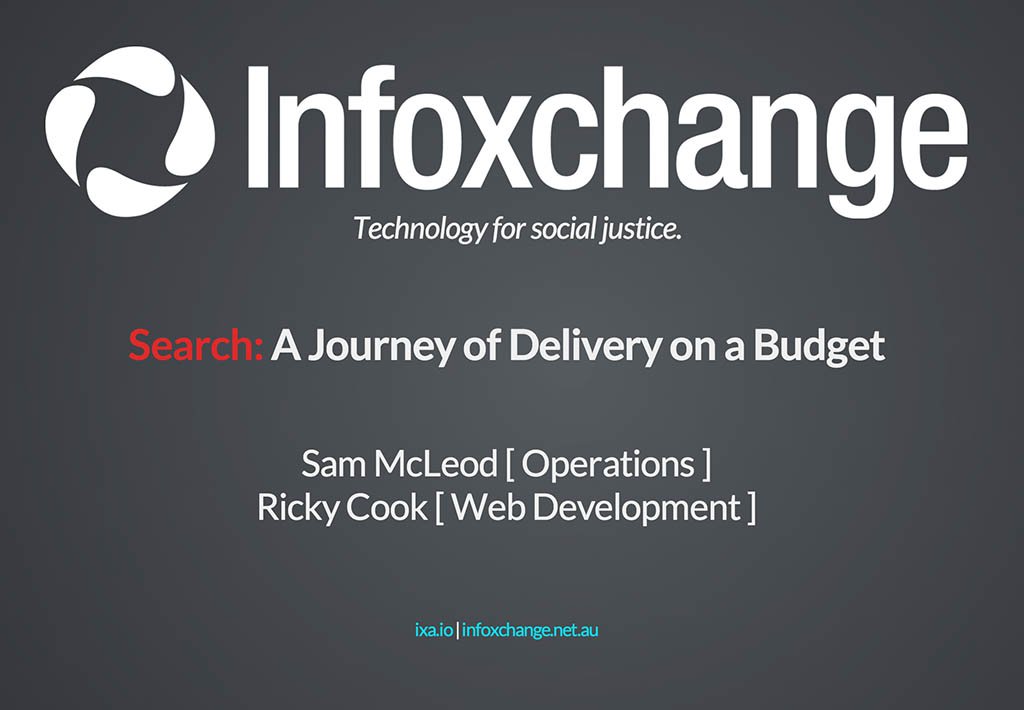 Infoxchange
Technology for social justice.
Search: A Journey of Delivery on a Budget
Sam McLeod [ Operations ]
Ricky Cook [ Web Development ]
ixa.io | infoxchange.net.au